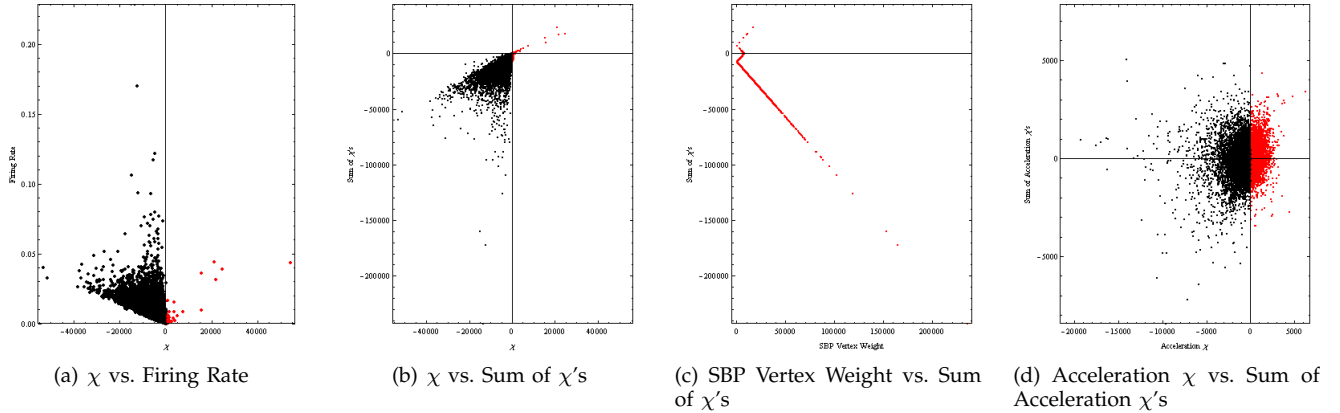 0.20
0.15
0.10
0.05
0.00
Firing Rate
-40000 -20000 0 20000 40000
χ
(a) χ vs. Firing Rate
0
-50000
-100000
-150000
-200000
Sum of χ's
-40000 -20000 0 20000 40000
χ
(b) χ vs. Sum of χ's
0
-50000
-100000
-150000
-200000
Sum of χ's
0 50000 100000 150000 200000
SBP Vertex Weight
(c) SBP Vertex Weight vs. Sum
of χ's
5000
0
-5000
Sum of Acceleration χ's
-20000 -15000 -10000 -5000 0 5000
Acceleration χ
(d) Acceleration χ vs. Sum of
Acceleration χ's